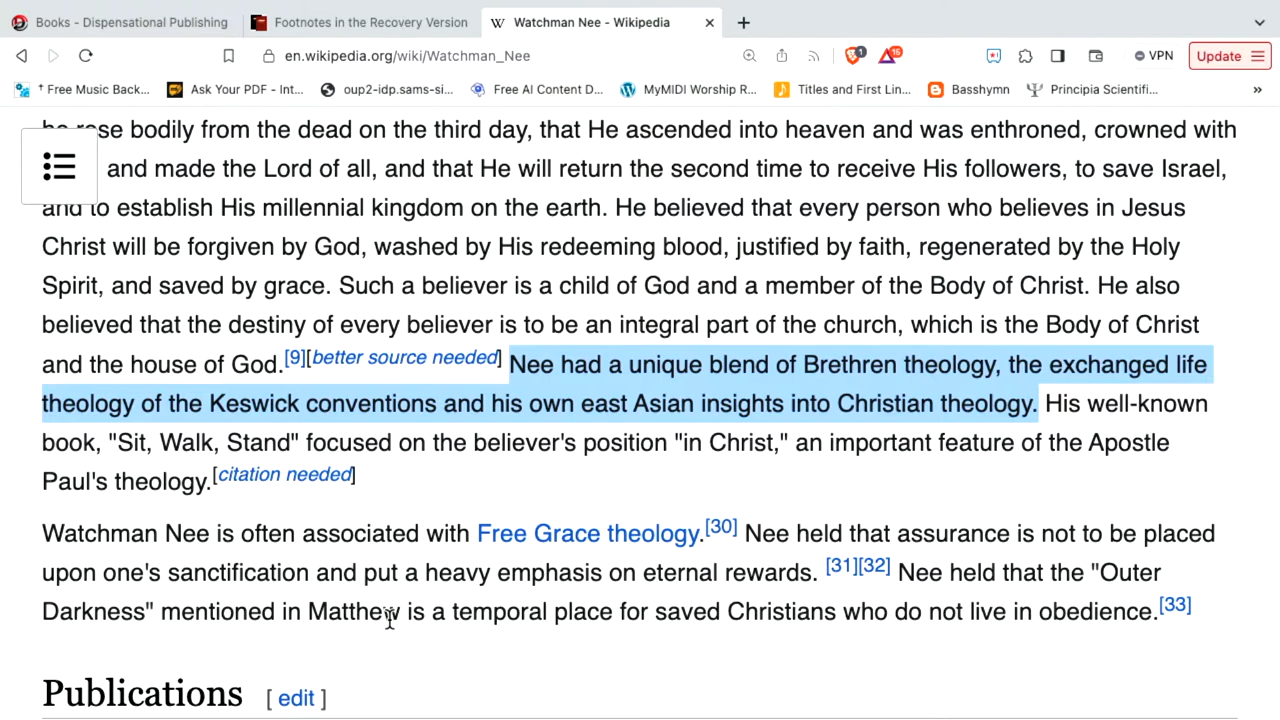 Books - Dispensational Publishing
Footnotes in the Recovery Version
W Watchman Nee - Wikipedia
en.wikipedia.org/wiki/Watchman_Nee
1
15
VPN
Update
† Free Music Back...
Ask Your PDF - Int...
oup2-idp.sams-si...
Free AI Content D...
MyMIDI Worship R...
Titles and First Lin...
Basshymn
Principia Scientifi...
he rose bodily from the dead on the third day, that He ascended into heaven and was enthroned, crowned with
and made the Lord of all, and that He will return the second time to receive His followers, to save Israel,
and to establish His millennial kingdom on the earth. He believed that every person who believes in Jesus
Christ will be forgiven by God, washed by His redeeming blood, justified by faith, regenerated by the Holy
Spirit, and saved by grace. Such a believer is a child of God and a member of the Body of Christ. He also
believed that the destiny of every believer is to be an integral part of the church, which is the Body of Christ
and the house of God.[9][better source needed] Nee had a unique blend of Brethren theology, the exchanged life
theology of the Keswick conventions and his own east Asian insights into Christian theology. His well-known
book, "Sit, Walk, Stand" focused on the believer's position "in Christ," an important feature of the Apostle
Paul's theology.[citation needed]
Watchman Nee is often associated with Free Grace theology.[30] Nee held that assurance is not to be placed
upon one's sanctification and put a heavy emphasis on eternal rewards. [31][32] Nee held that the "Outer
Darkness" mentioned in Matthew is a temporal place for saved Christians who do not live in obedience.[33]
Publications [ edit ]